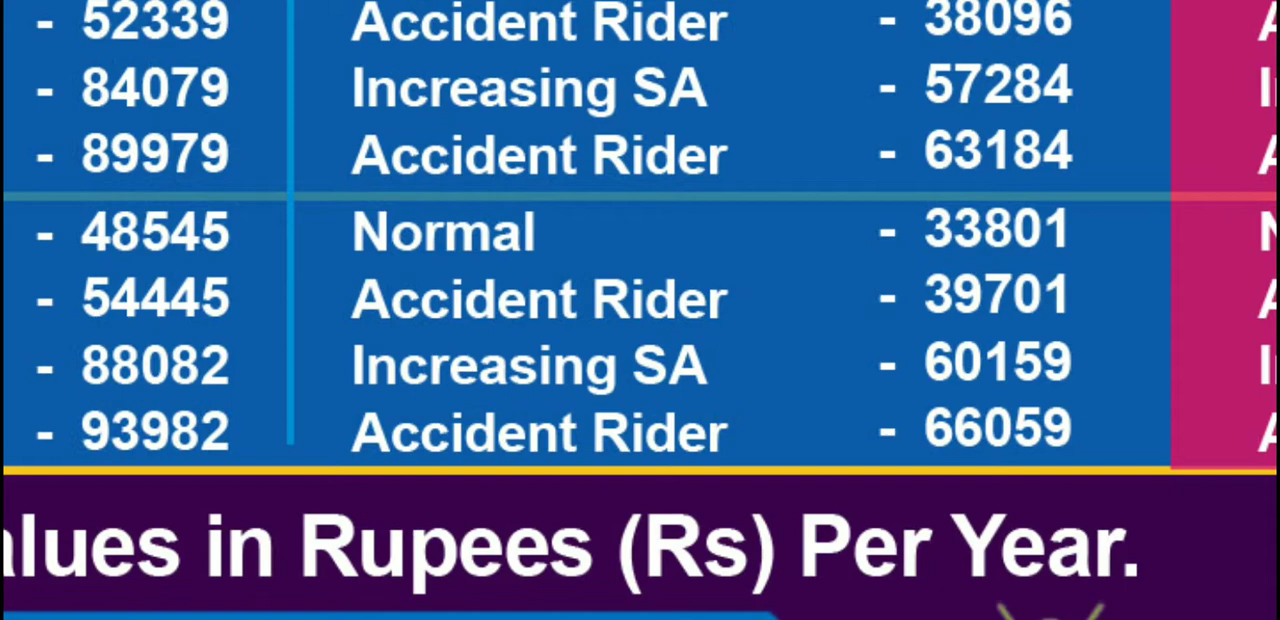 - 52339 Accident Rider - 38096
- 84079 Increasing SA - 57284
- 89979 Accident Rider - 63184
- 48545 Normal - 33801
- 54445 Accident Rider - 39701
- 88082 Increasing SA - 60159
- 93982 Accident Rider - 66059
in Rupees (Rs) Per Year.